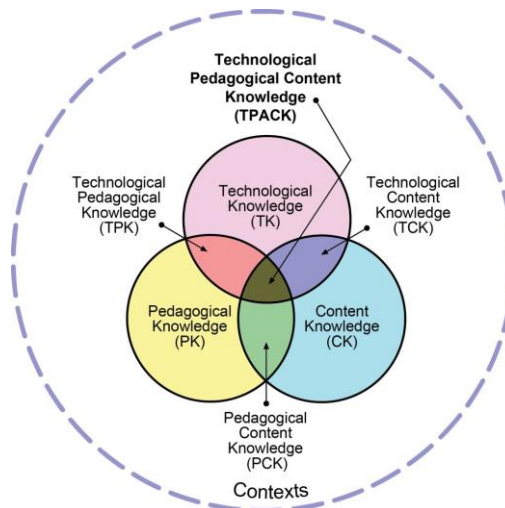 Technological
Pedagogical Content
Knowledge
(TPACK)
Technological
Pedagogical
Knowledge
(TPK)
Technological
Knowledge
(TK)
Technological
Content
Knowledge
(TCK)
Pedagogical
Knowledge
(PK)
Content
Knowledge
(CK)
Pedagogical
Content
Knowledge
(PCK)
Contexts